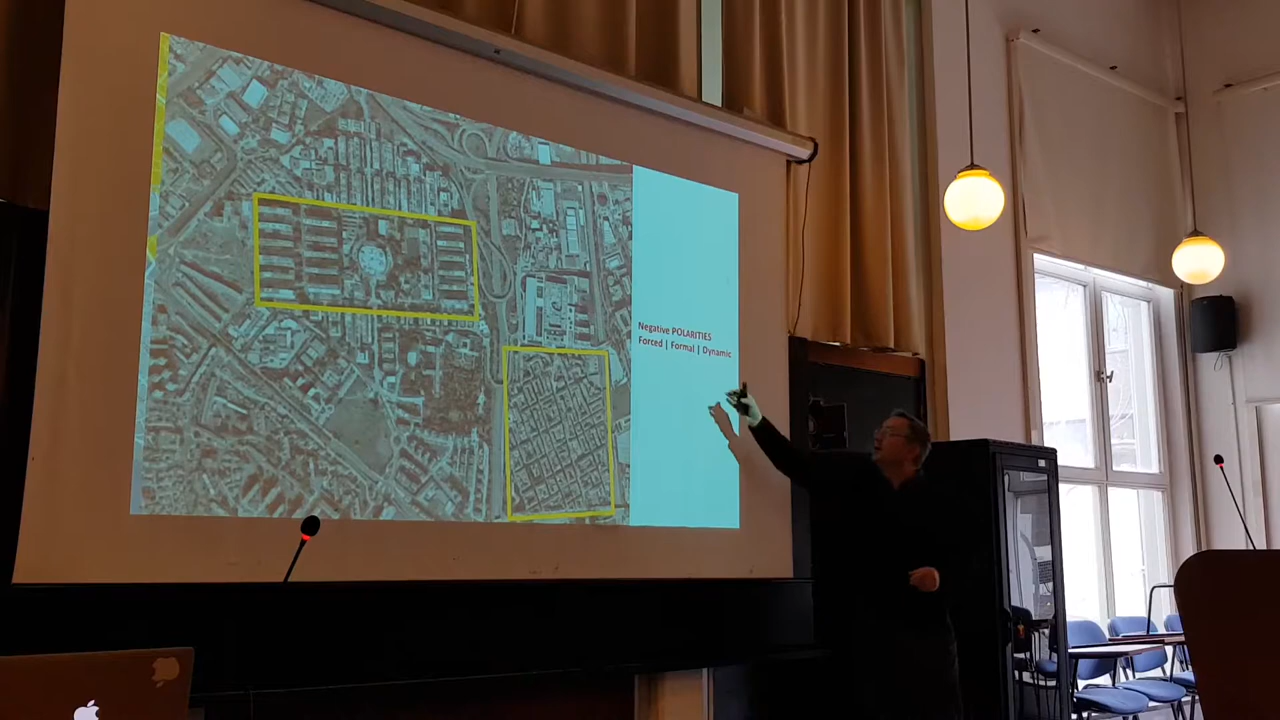 Negative POLARITIES
Forced | Formal | Dynamic